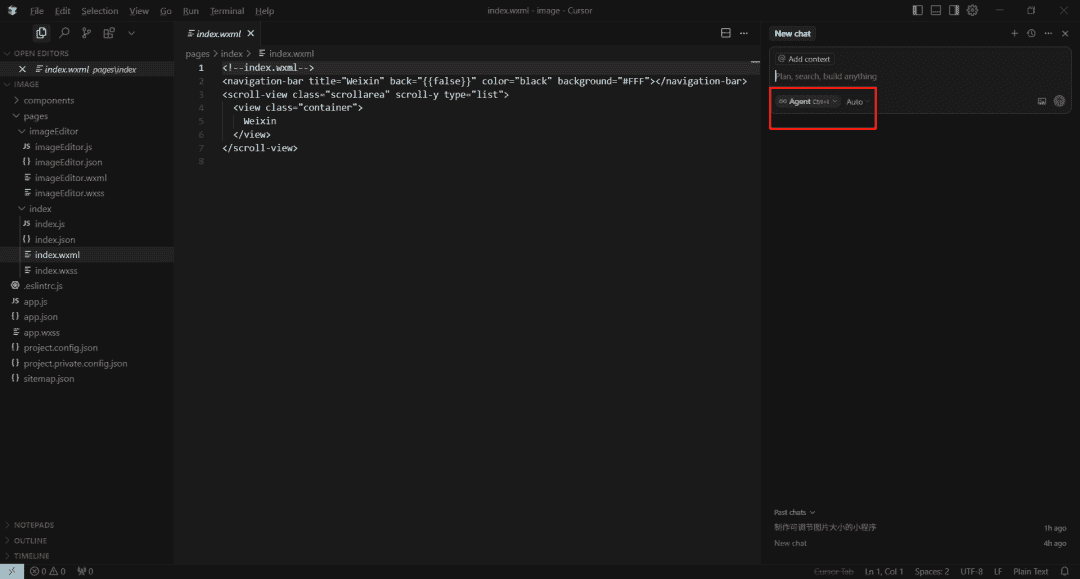 File Edit Selection View Go Run Terminal Help
index.wxml - image - Cursor
OPEN EDITORS
index.wxml pages\index
IMAGE
components
pages
imageEditor
JS imageEditor.js
{} imageEditor.json
imageEditor.wxml
imageEditor.wxss
index
JS index.js
{} index.json
index.wxml
index.wxss
.eslintrc.js
JS app.js
{} app.json
app.wxss
{} project.config.json
{} project.private.config.json
{} sitemap.json
NOTEPADS
OUTLINE
TIMELINE
index.wxml
pages > index > index.wxml
1 <!--index.wxml-->
2 <navigation-bar title="Weixin" back="{{false}}" color="black" background="#FFF"></navigation-bar>
3 <scroll-view class="scrollarea" scroll-y type="list">
4 <view class="container">
5 Weixin
6 </view>
7 </scroll-view>
8
New chat
@ Add context
Plan, search, build anything
∞ Agent Ctrl+I Auto
Past chats
制作可调节图片大小的小程序 1h ago
New chat 4h ago
0 0 0
Cursor Tab Ln 1, Col 1 Spaces: 2 UTF-8 LF Plain Text